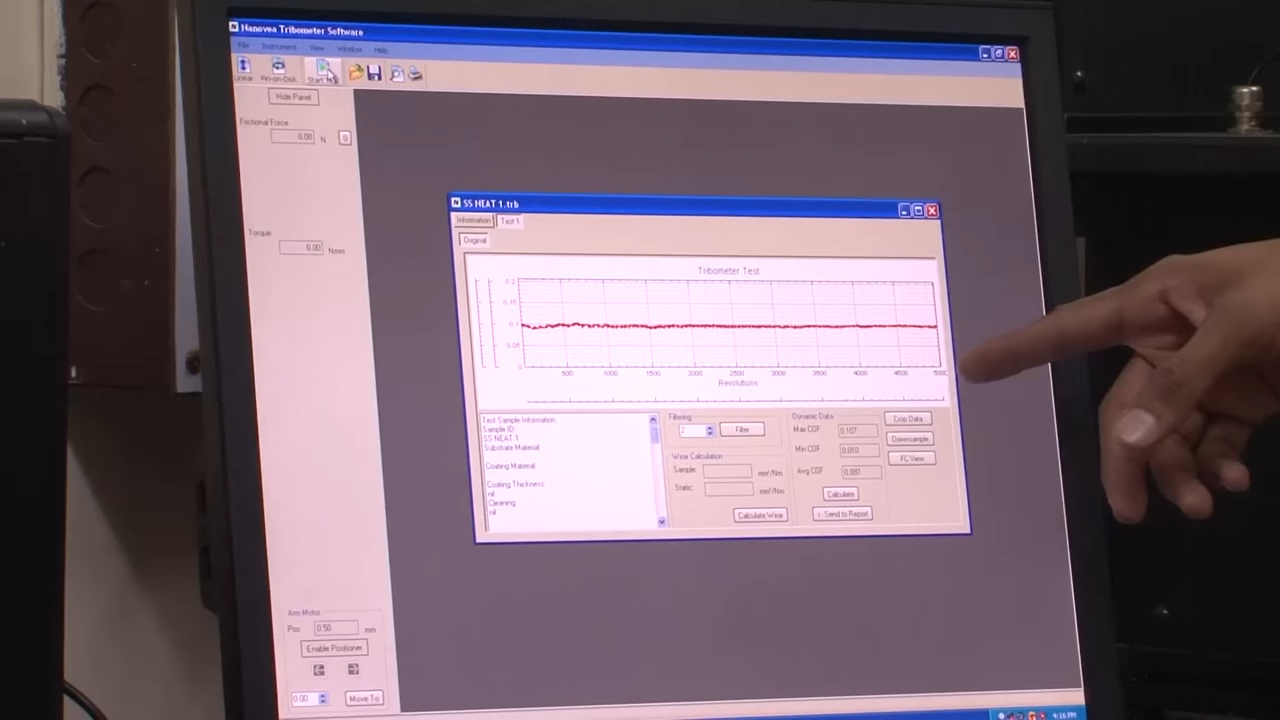 Nanovea Tribometer Software
File Instrument View Window Help
Linear Pin-on-Disk Start
Hide Panel
Frictional Force
0.00 N 0
Torque
0.00 Nmm
SS NEAT 1.trb
Information Test 1
Original
Tribometer Test
0.2
0.15
0.1
0.05
0
500 1000 1500 2000 2500 3000 3500 4000 4500 5000
Revolutions
Test Sample Information
Sample ID:
SS NEAT 1
Substrate Material
Coating Material
Coating Thickness
nil
Cleaning
nil
Filtering
2 Filter
Wear Calculation
Sample: mm³/Nm
Static: mm³/Nm
Calculate Wear
Dynamic Data
Max COF 0.107
Min COF 0.010
Avg COF 0.097
Calculate
<- Send to Report
Crop Data
Downsample
FC View
Arm Motor
Pos: 0.50 mm
Enable Positioner
0.00 Move To
4:16 PM